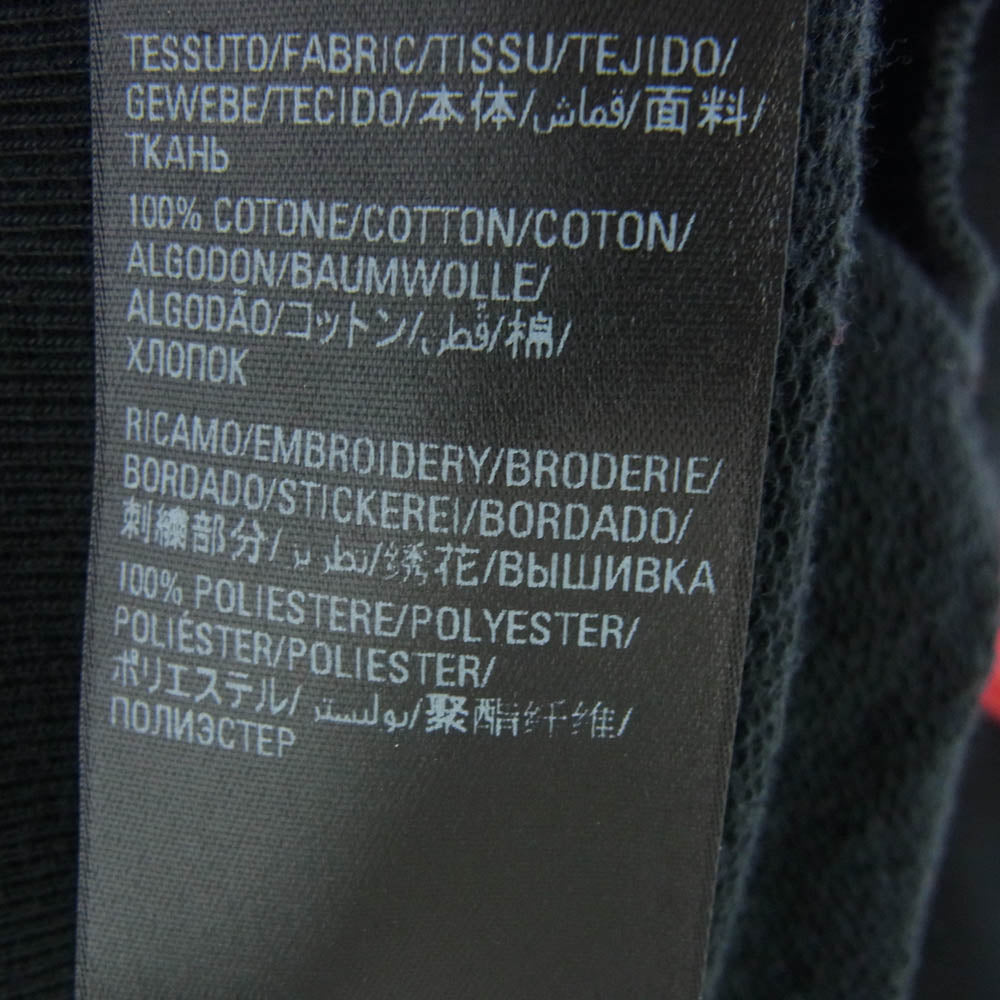 TESSUTO/FABRIC/TISSU/TEJIDO/
GEWEBE/TECIDO/本体/قماش/面料/
ТКАНЬ
100% COTONE/COTTON/COTON/
ALGODON/BAUMWOLLE/
ALGODÃO/コットン/قطن/棉/
ХЛОПОК
RICAMO/EMBROIDERY/BRODERIE/
BORDADO/STICKEREI/BORDADO/
刺繍部分/تطريز/绣花/ВЫШИВКА
100% POLIESTERE/POLYESTER/
POLIÉSTER/POLIESTER/
ポリエステル/بوليستر/聚酯纤维/
ПОЛИЭСТЕР